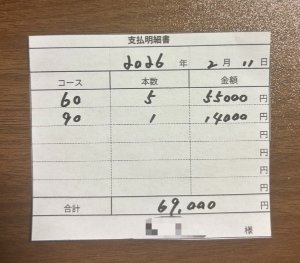 支払明細書
2026 年 2 月 11 日
コース 本数 金額
60 5 55000 円
90 1 14000 円
円
円
円
円
合計 69,000 円
様